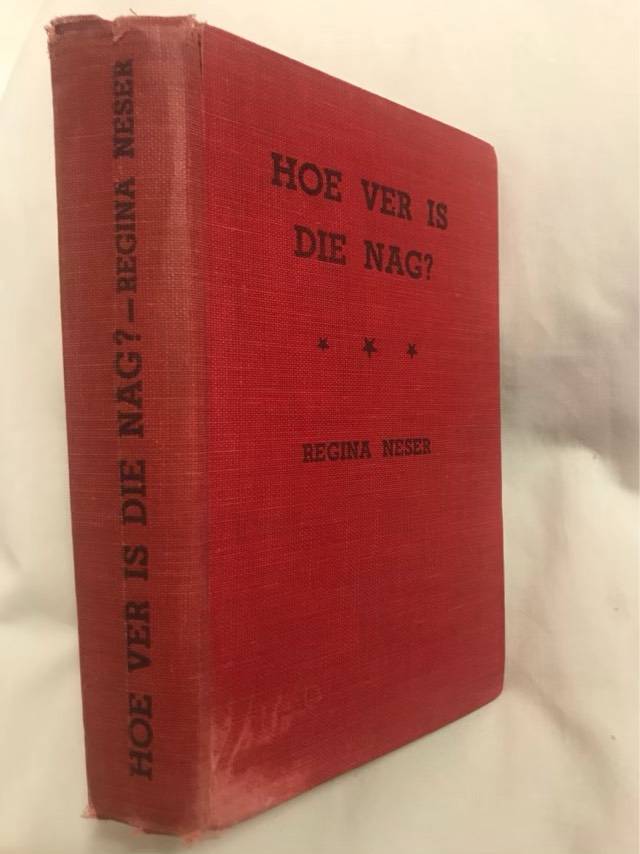 HOE VER IS DIE NAG? — REGINA NESER
HOE VER IS
DIE NAG?
REGINA NESER